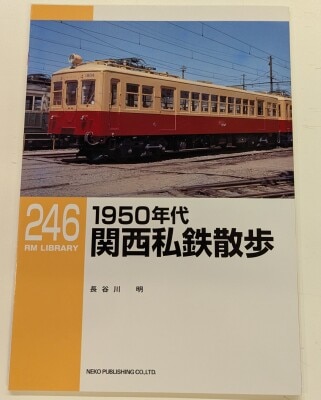 246
RM LIBRARY
1950年代
関西私鉄散歩
長谷川 明
NEKO PUBLISHING CO.,LTD.